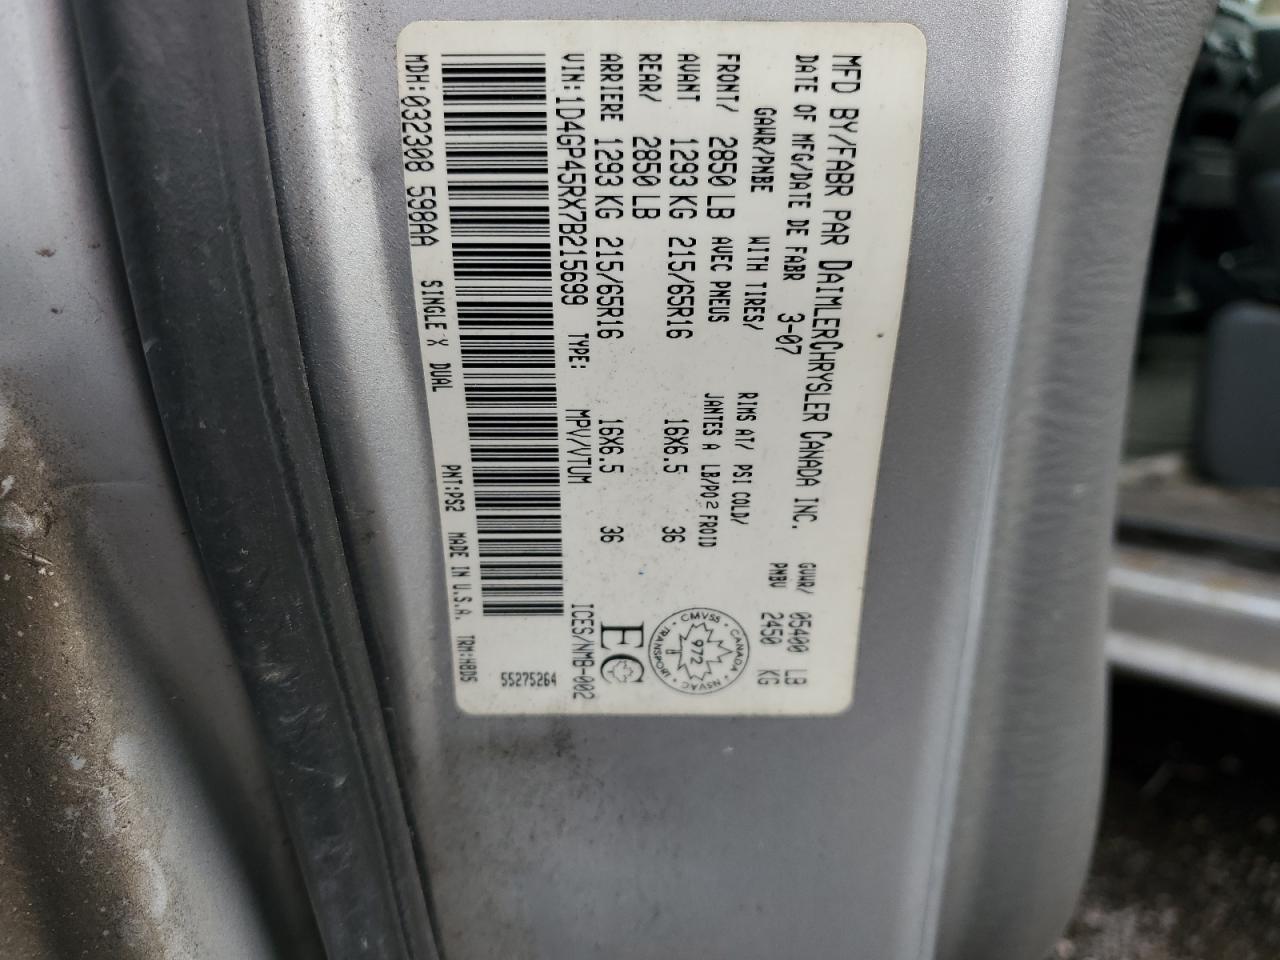 MFD BY/FABR PAR DAIMLERCHRYSLER CANADA INC.
DATE OF MFG/DATE DE FABR 3-07 GVWR/ 05400 LB
PNBV 2450 KG
GAWR/PNBE WITH TIRES/ RIMS AT/ PSI COLD/
FRONT/ 2850 LB AVEC PNEUS JANTES A LB/PO2 FROID
AVANT 1293 KG 215/65R16 16X6.5 36
REAR/ 2850 LB
ARRIERE 1293 KG 215/65R16 16X6.5 36
CMVSS · CANADA · NSVAC · TRANSPORT ·
972
EC
VIN:1D4GP45RX7B215699 TYPE: MPV/VTUM ICES/NMB-002
55275264
MDH:032308 598AA SINGLE X DUAL PNT:PS2 MADE IN U.S.A. TRM:H8D5